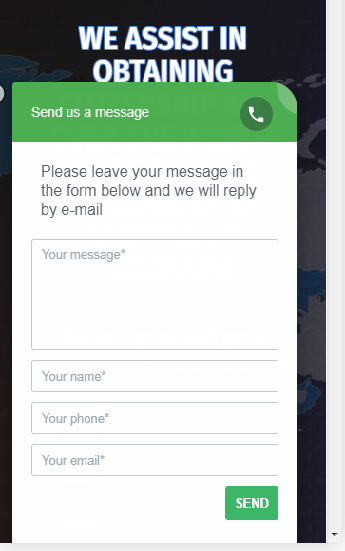 WE ASSIST IN
OBTAINING
Send us a message
Please leave your message in
the form below and we will reply
by e-mail
Your message*
Your name*
Your phone*
Your email*
SEND